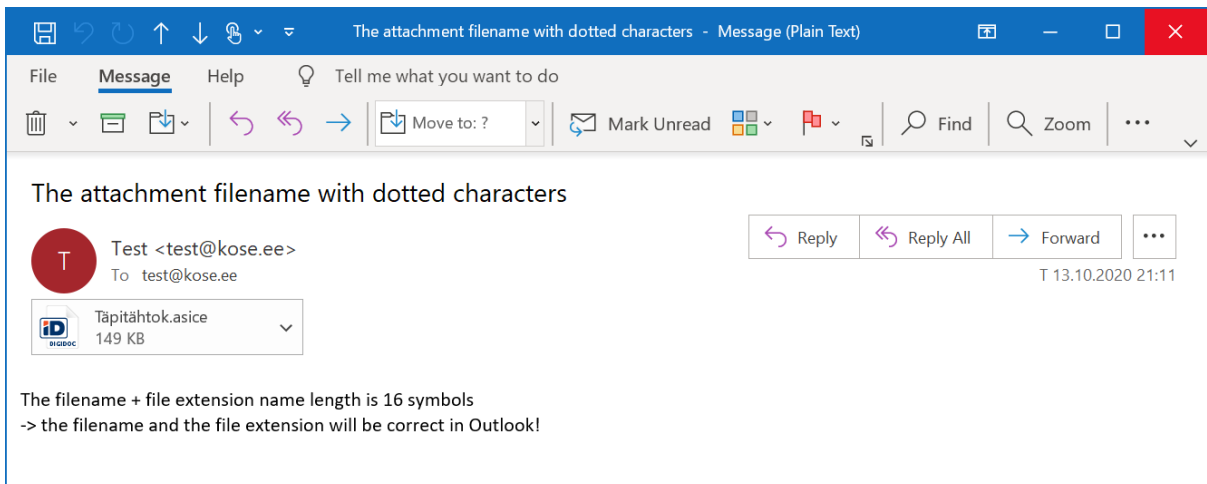 The attachment filename with dotted characters - Message (Plain Text)
File Message Help Tell me what you want to do
Move to: ? Mark Unread Find Zoom
The attachment filename with dotted characters
Reply Reply All Forward
T
Test <test@kose.ee>
To test@kose.ee
T 13.10.2020 21:11
iD
DIGIDOC
Täpitähtok.asice
149 KB
The filename + file extension name length is 16 symbols
-> the filename and the file extension will be correct in Outlook!